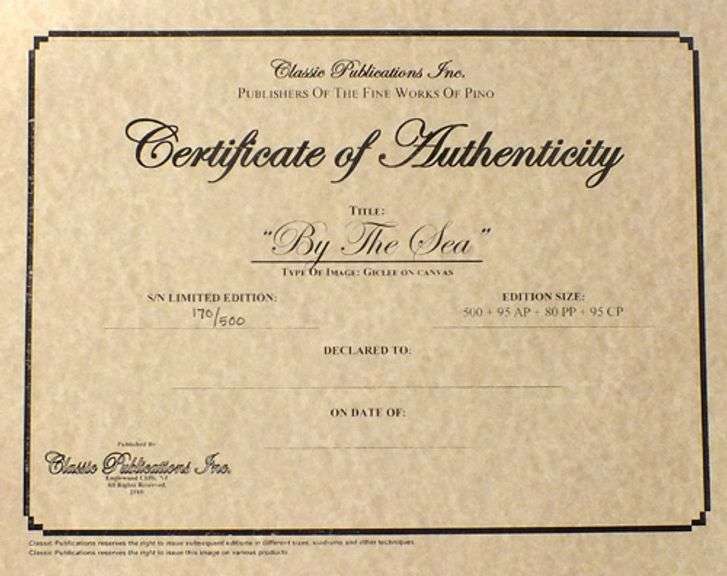 Classic Publications Inc.
PUBLISHERS OF THE FINE WORKS OF PINO
Certificate of Authenticity
TITLE:
"By The Sea"
TYPE OF IMAGE: GICLEE ON CANVAS
S/N LIMITED EDITION:
170/500
EDITION SIZE:
500 + 95 AP + 80 PP + 95 CP
DECLARED TO:
ON DATE OF:
Published By
Classic Publications Inc.
Englewood Cliffs, NJ
All Rights Reserved.
Classic Publications reserves the right to issue subsequent editions in different sizes, mediums and other techniques.
Classic Publications reserves the right to issue this image on various products.